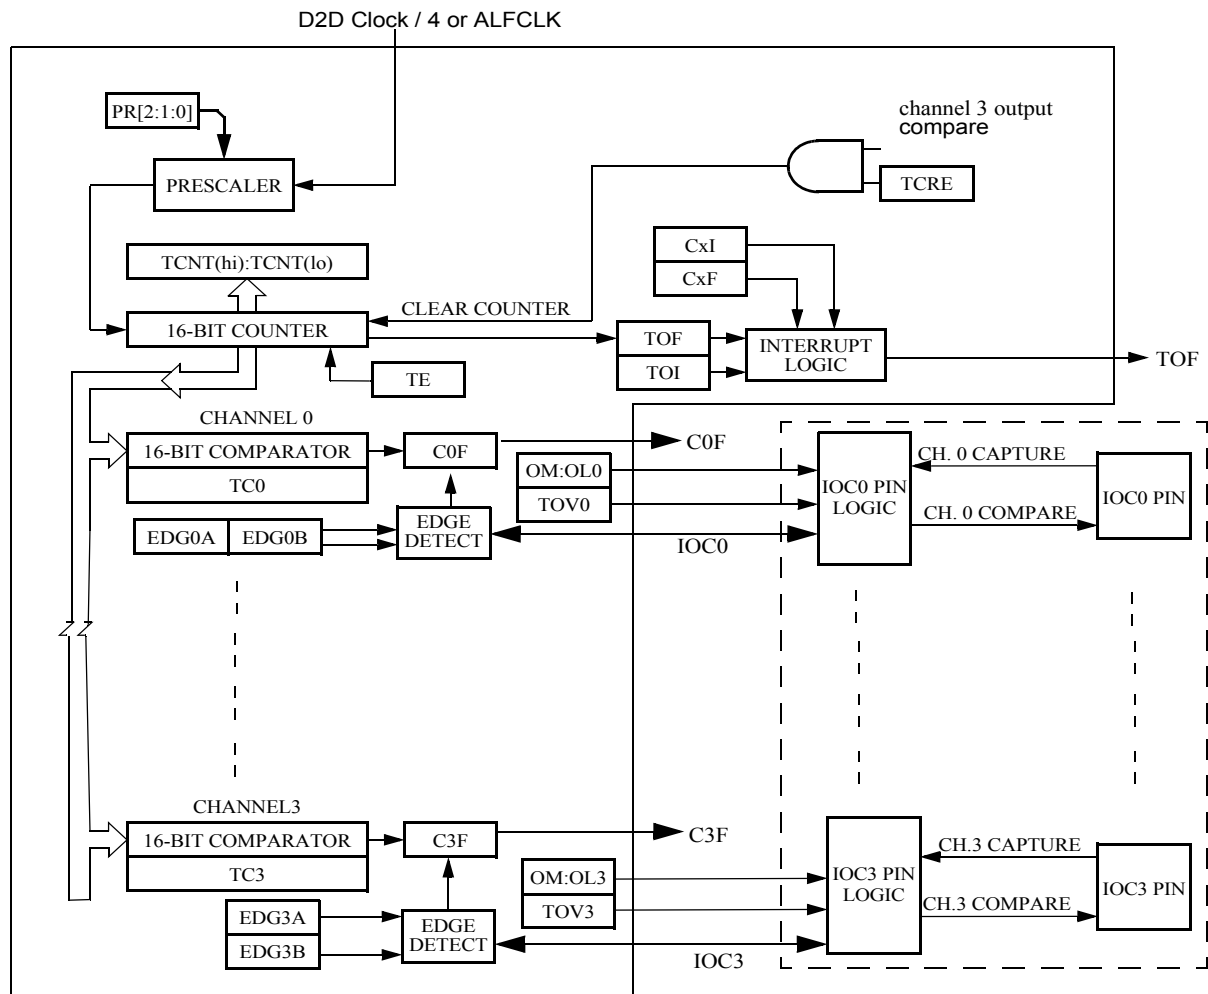 D2D Clock / 4 or ALFCLK
PR[2:1:0]
channel 3 output
compare
PRESCALER
TCRE
CxI
TCNT(hi):TCNT(lo)
CxF
CLEAR COUNTER
16-BIT COUNTER
TOF
INTERRUPT
LOGIC
TOF
TOI
TE
CHANNEL 0
16-BIT COMPARATOR
C0F
C0F
TC0
OM:OL0
TOV0
IOC0 PIN
LOGIC
CH. 0 CAPTURE
IOC0 PIN
CH. 0 COMPARE
EDG0A
EDG0B
EDGE
DETECT
IOC0
CHANNEL3
16-BIT COMPARATOR
C3F
C3F
TC3
OM:OL3
TOV3
IOC3 PIN
LOGIC
CH.3 CAPTURE
IOC3 PIN
CH.3 COMPARE
EDG3A
EDG3B
EDGE
DETECT
IOC3